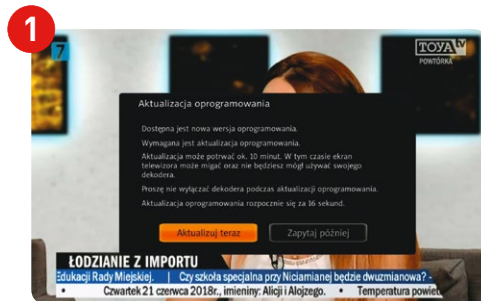 1
7
TOYA TV
POWTÓRKA
Aktualizacja oprogramowania
Dostępna jest nowa wersja oprogramowania.
Wymagana jest aktualizacja oprogramowania.
Aktualizacja może potrwać ok. 10 minut. W tym czasie ekran
telewizora może migać oraz nie będziesz mógł używać swojego
dekodera.
Proszę nie wyłączać dekodera podczas aktualizacji oprogramowania.
Aktualizacja oprogramowania rozpocznie się za 16 sekund.
Aktualizuj teraz
Zapytaj później
ŁODZIANIE Z IMPORTU
Edukacji Rady Miejskiej. | Czy szkoła specjalna przy Niciarnianej będzie dwuzmianowa? -
• Czwartek 21 czerwca 2018r., imieniny: Alicji i Alojzego. • Temperatura powiet